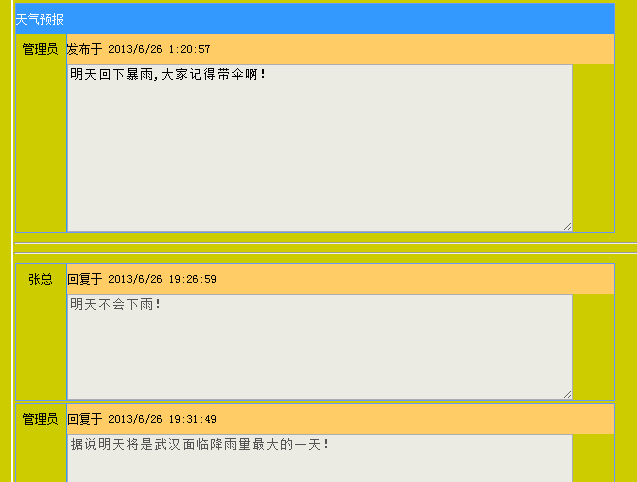 天气预报
管理员 发布于 2013/6/26 1:20:57
明天回下暴雨,大家记得带伞啊!
张总 回复于 2013/6/26 19:26:59
明天不会下雨!
管理员 回复于 2013/6/26 19:31:49
据说明天将是武汉面临降雨量最大的一天!